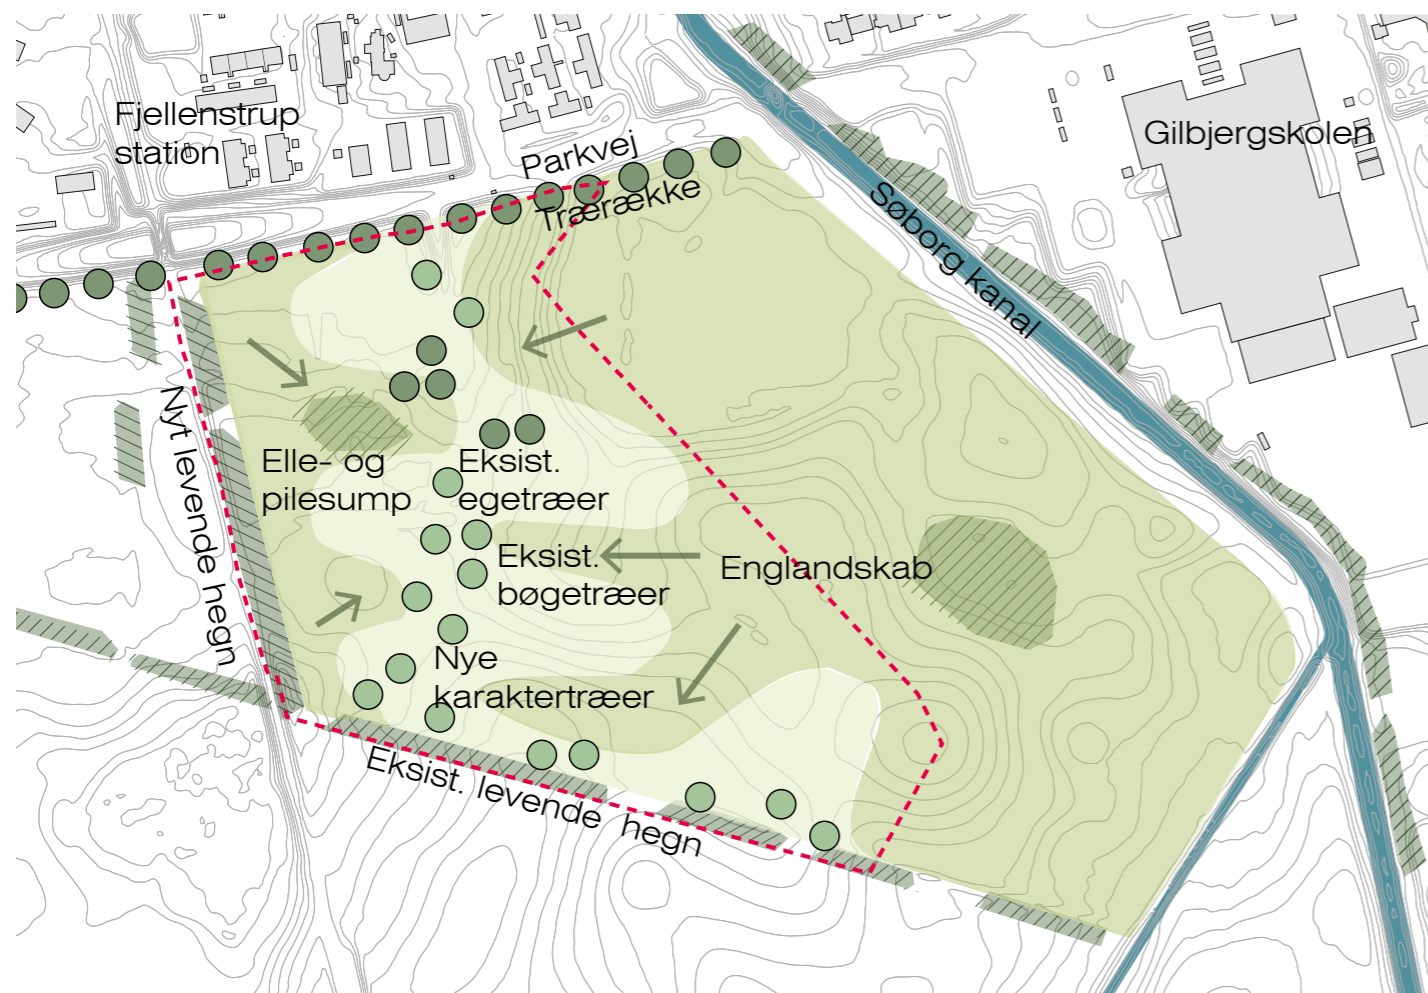 Fjellenstrup
station
Parkvej
Trærække
Gilbjergskolen
Søborg kanal
Nyt levende hegn
Elle- og
pilesump
Eksist.
egetræer
Eksist.
bøgetræer
Englandskab
Nye
karaktertræer
Eksist. levende hegn